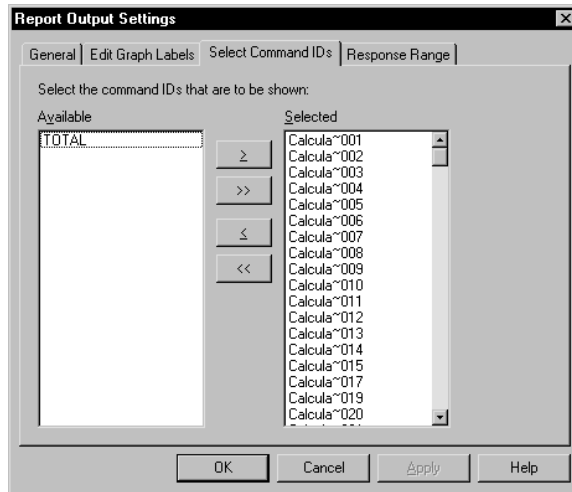 Report Output Settings
General
Edit Graph Labels
Select Command IDs
Response Range
Select the command IDs that are to be shown:
Available
TOTAL
>
>>
<
<<
Selected
Calcula~001
Calcula~002
Calcula~003
Calcula~004
Calcula~005
Calcula~006
Calcula~007
Calcula~008
Calcula~009
Calcula~010
Calcula~011
Calcula~012
Calcula~013
Calcula~014
Calcula~015
Calcula~017
Calcula~019
Calcula~020
OK
Cancel
Apply
Help